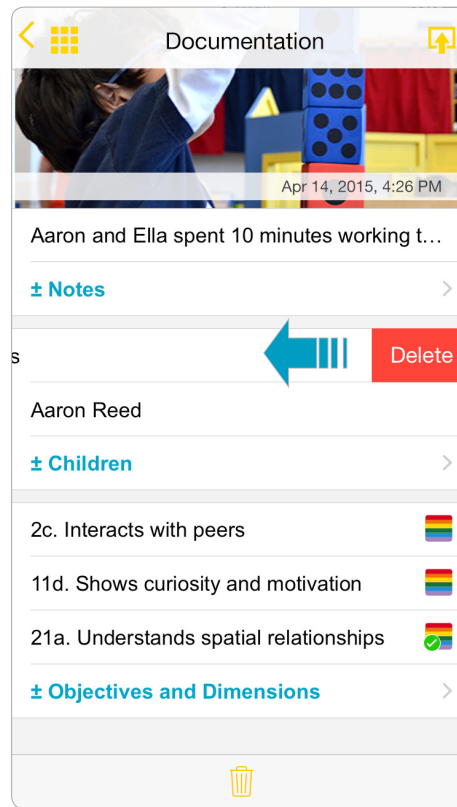 Documentation
Apr 14, 2015, 4:26 PM
Aaron and Ella spent 10 minutes working t…
± Notes
s
Delete
Aaron Reed
± Children
2c. Interacts with peers
11d. Shows curiosity and motivation
21a. Understands spatial relationships
± Objectives and Dimensions